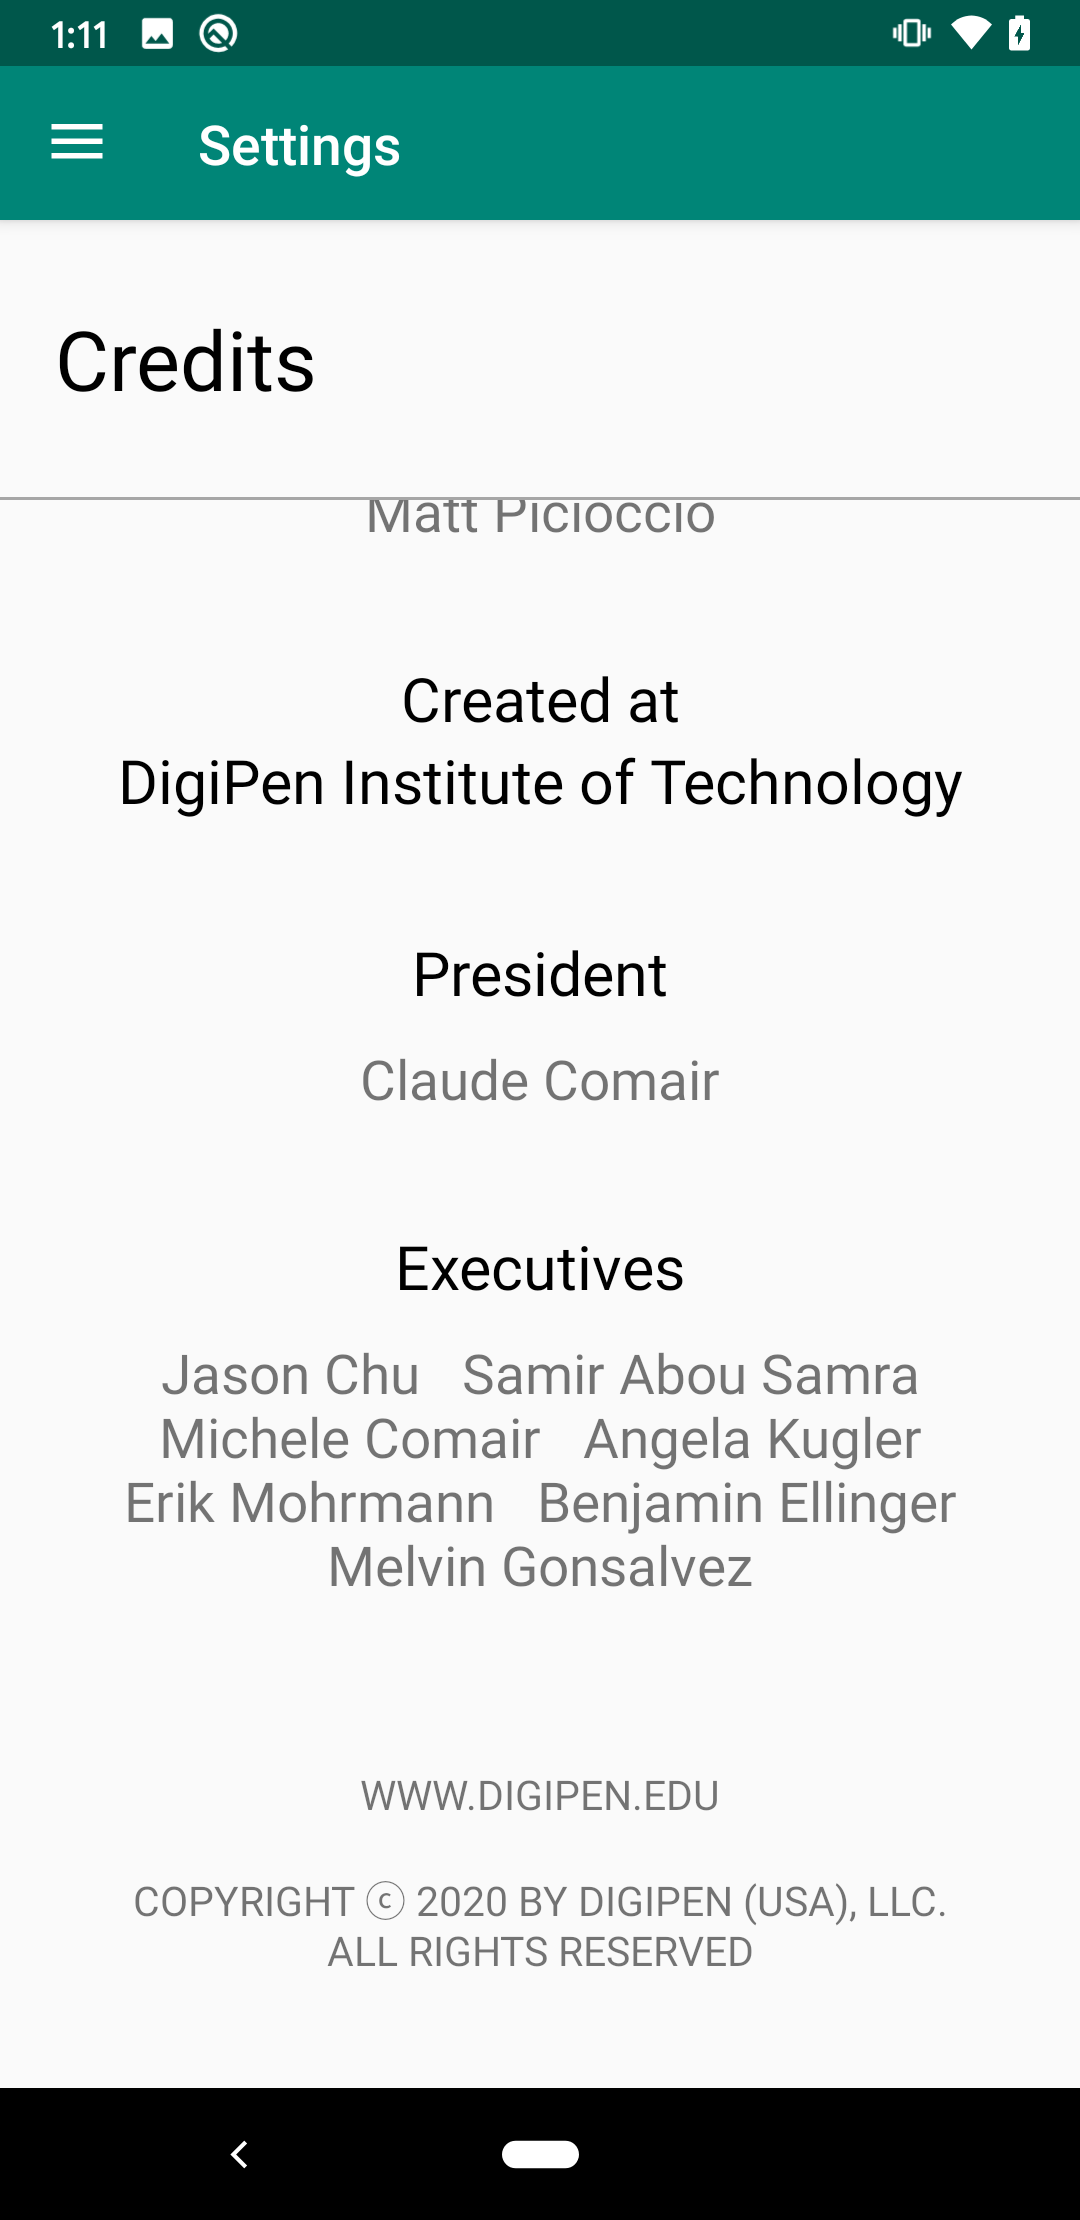 1:11
Settings
Credits
Matt Picioccio
Created at
DigiPen Institute of Technology
President
Claude Comair
Executives
Jason Chu Samir Abou Samra
Michele Comair Angela Kugler
Erik Mohrmann Benjamin Ellinger
Melvin Gonsalvez
WWW.DIGIPEN.EDU
COPYRIGHT ⓒ 2020 BY DIGIPEN (USA), LLC.
ALL RIGHTS RESERVED